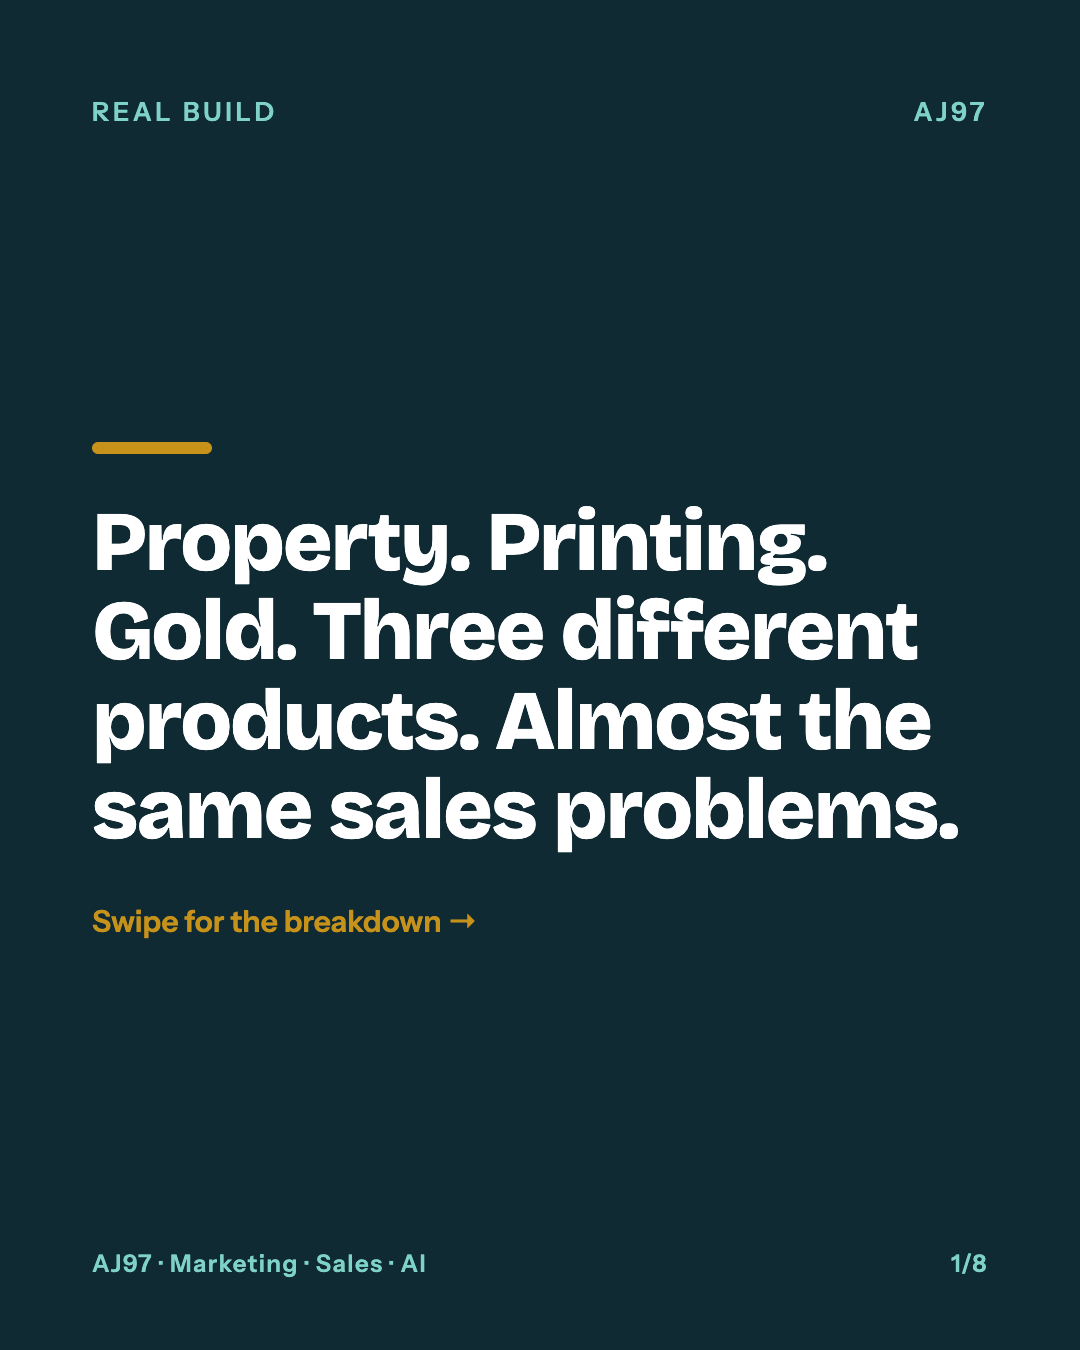 REAL BUILD
AJ97
Property. Printing.
Gold. Three different
products. Almost the
same sales problems.
Swipe for the breakdown →
AJ97 · Marketing · Sales · AI
1/8